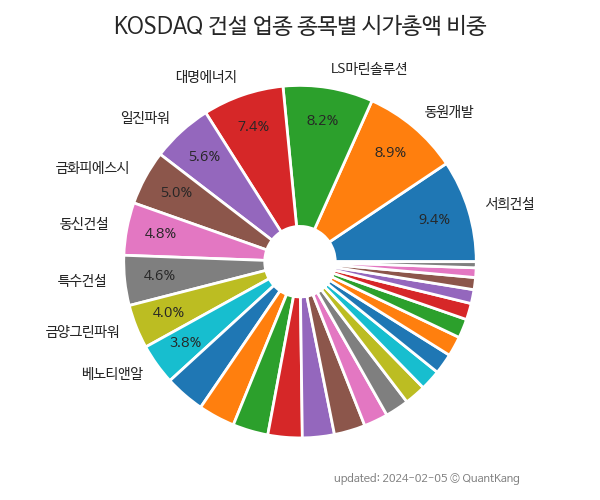 KOSDAQ 건설 업종 종목별 시가총액 비중
LS마린솔루션
대명에너지
동원개발
일진파워
8.2%
7.4%
8.9%
5.6%
금화피에스시
5.0%
서희건설
9.4%
동신건설
4.8%
특수건설
4.6%
4.0%
금양그린파워
3.8%
베노티앤알
updated: 2024-02-05 © QuantKang